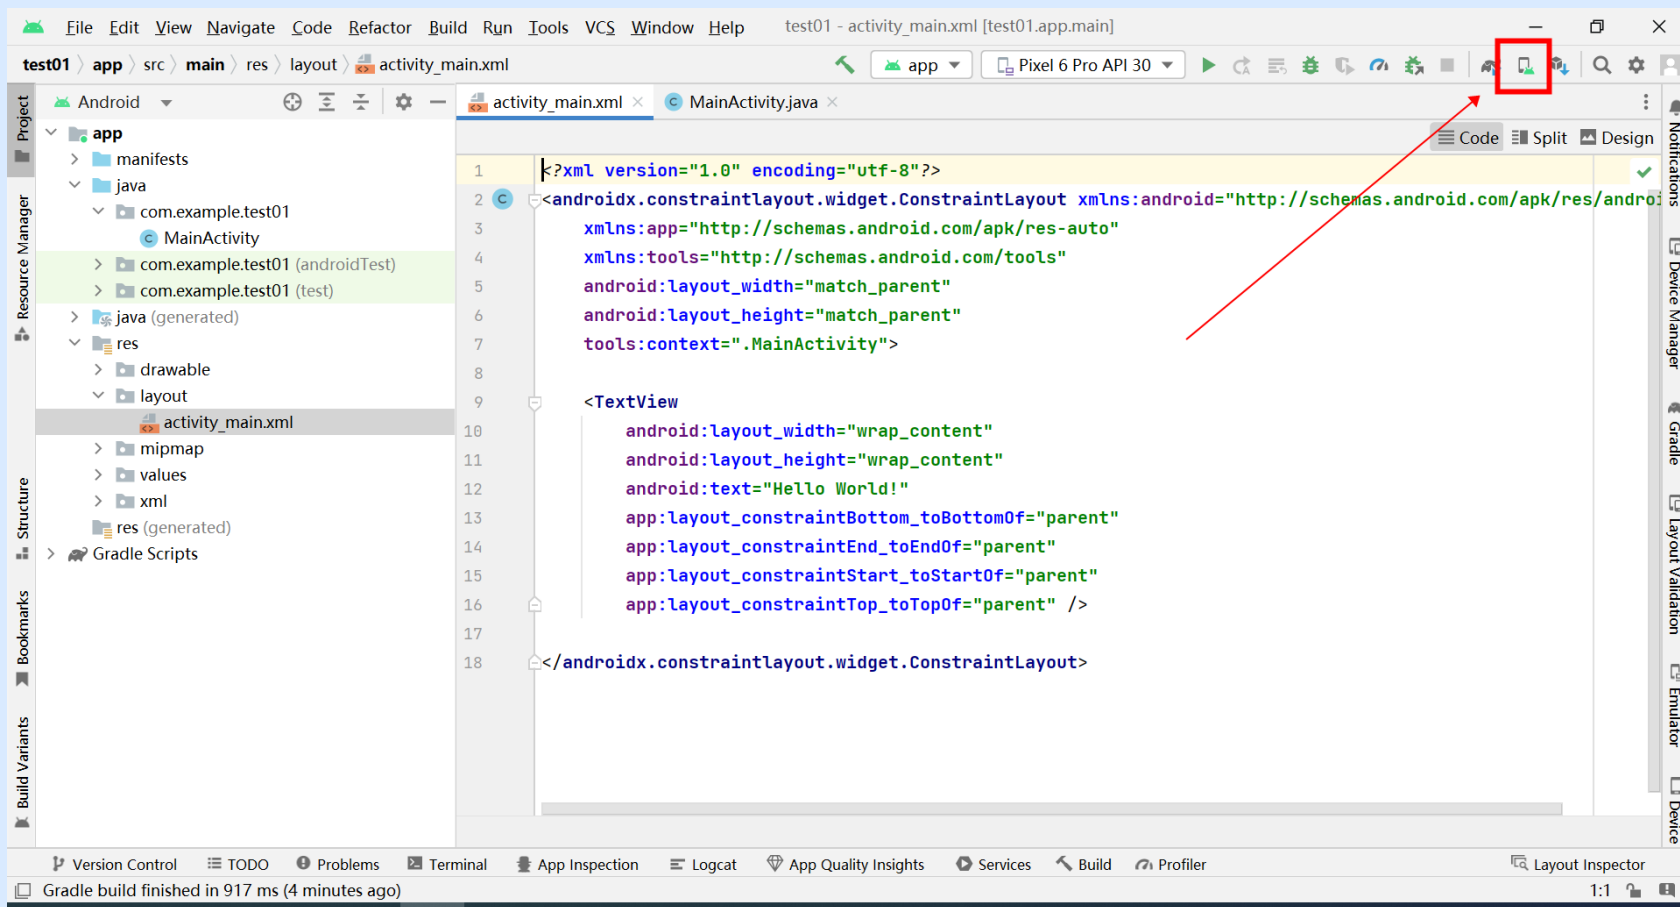 File Edit View Navigate Code Refactor Build Run Tools VCS Window Help test01 - activity_main.xml [test01.app.main]
test01 app src main res layout activity_main.xml app Pixel 6 Pro API 30
Project
Resource Manager
Structure
Bookmarks
Build Variants
Android
app
manifests
java
com.example.test01
MainActivity
com.example.test01 (androidTest)
com.example.test01 (test)
java (generated)
res
drawable
layout
activity_main.xml
mipmap
values
xml
res (generated)
Gradle Scripts
activity_main.xml MainActivity.java
Code Split Design
1 <?xml version="1.0" encoding="utf-8"?>
2 <androidx.constraintlayout.widget.ConstraintLayout xmlns:android="http://schemas.android.com/apk/res/androi
3 xmlns:app="http://schemas.android.com/apk/res-auto"
4 xmlns:tools="http://schemas.android.com/tools"
5 android:layout_width="match_parent"
6 android:layout_height="match_parent"
7 tools:context=".MainActivity">
8
9 <TextView
10 android:layout_width="wrap_content"
11 android:layout_height="wrap_content"
12 android:text="Hello World!"
13 app:layout_constraintBottom_toBottomOf="parent"
14 app:layout_constraintEnd_toEndOf="parent"
15 app:layout_constraintStart_toStartOf="parent"
16 app:layout_constraintTop_toTopOf="parent" />
17
18 </androidx.constraintlayout.widget.ConstraintLayout>
Notifications
Device Manager
Gradle
Layout Validation
Emulator
Device
Version Control TODO Problems Terminal App Inspection Logcat App Quality Insights Services Build Profiler Layout Inspector
Gradle build finished in 917 ms (4 minutes ago) 1:1